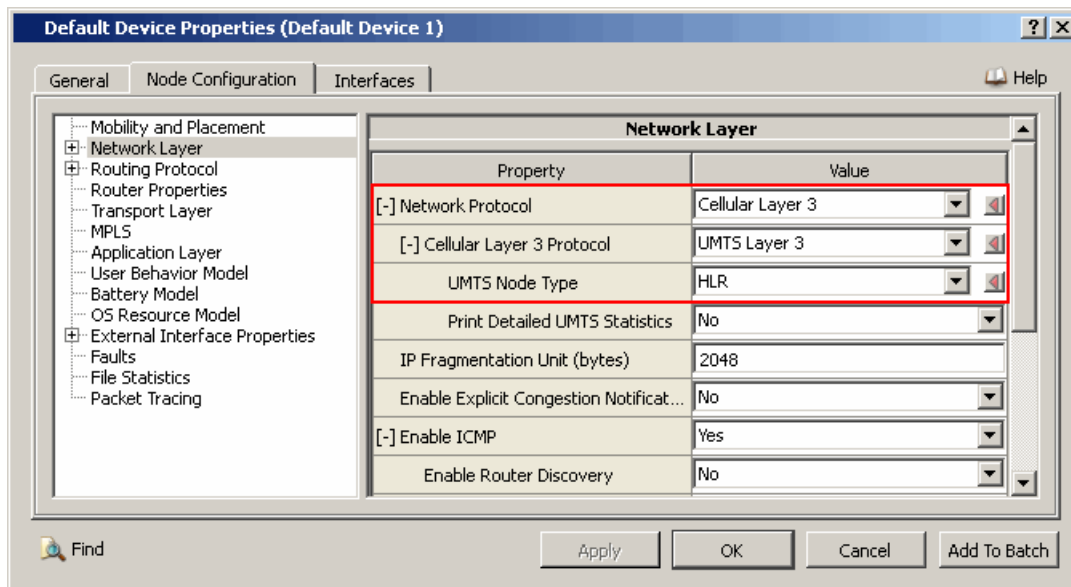 Default Device Properties (Default Device 1)
General
Node Configuration
Interfaces
Help
Mobility and Placement
Network Layer
Routing Protocol
Router Properties
Transport Layer
MPLS
Application Layer
User Behavior Model
Battery Model
OS Resource Model
External Interface Properties
Faults
File Statistics
Packet Tracing
Network Layer
Property Value
[-] Network Protocol Cellular Layer 3
[-] Cellular Layer 3 Protocol UMTS Layer 3
UMTS Node Type HLR
Print Detailed UMTS Statistics No
IP Fragmentation Unit (bytes) 2048
Enable Explicit Congestion Notificat... No
[-] Enable ICMP Yes
Enable Router Discovery No
Find
Apply
OK
Cancel
Add To Batch